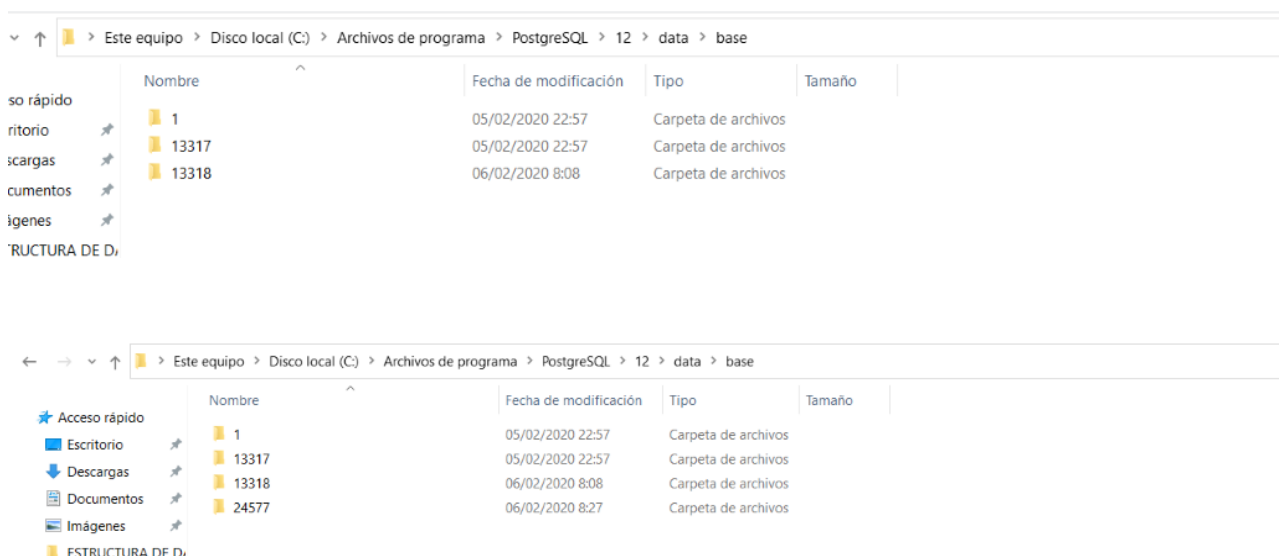 Este equipo > Disco local (C:) > Archivos de programa > PostgreSQL > 12 > data > base
Nombre Fecha de modificación Tipo Tamaño
so rápido
ritorio
scargas
cumentos
ágenes
RUCTURA DE D
1 05/02/2020 22:57 Carpeta de archivos
13317 05/02/2020 22:57 Carpeta de archivos
13318 06/02/2020 8:08 Carpeta de archivos
Este equipo > Disco local (C:) > Archivos de programa > PostgreSQL > 12 > data > base
Nombre Fecha de modificación Tipo Tamaño
Acceso rápido
Escritorio
Descargas
Documentos
Imágenes
ESTRUCTURA DE D
1 05/02/2020 22:57 Carpeta de archivos
13317 05/02/2020 22:57 Carpeta de archivos
13318 06/02/2020 8:08 Carpeta de archivos
24577 06/02/2020 8:27 Carpeta de archivos